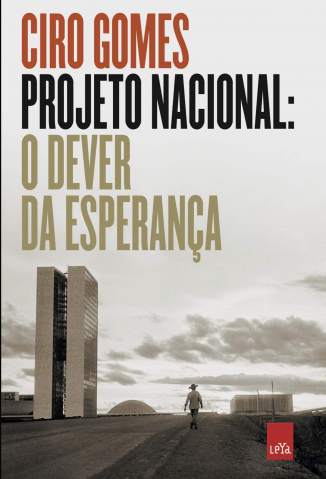 CIRO GOMES
PROJETO NACIONAL:
O DEVER
DA ESPERANÇA
LeYa